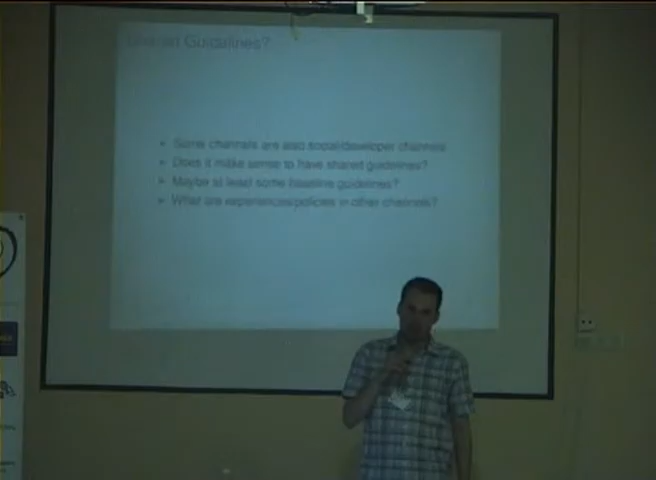 Guidelines?
Some channels are also social/developer channels
Does it make sense to have shared guidelines?
Maybe at least some baseline guidelines?
What are experiences/policies in other channels?